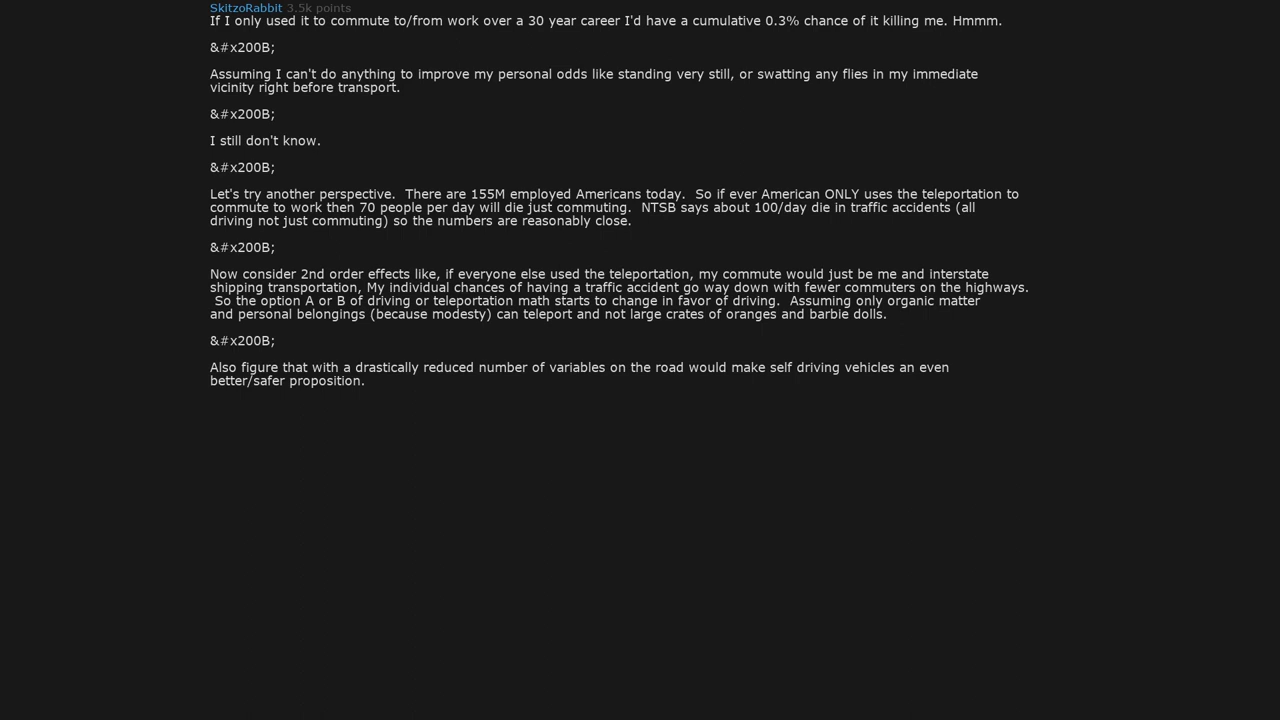 SkitzoRabbit 3.5k points
If I only used it to commute to/from work over a 30 year career I'd have a cumulative 0.3% chance of it killing me. Hmmm.
&#x200B;
Assuming I can't do anything to improve my personal odds like standing very still, or swatting any flies in my immediate
vicinity right before transport.
&#x200B;
I still don't know.
&#x200B;
Let's try another perspective.  There are 155M employed Americans today.  So if ever American ONLY uses the teleportation to
commute to work then 70 people per day will die just commuting.  NTSB says about 100/day die in traffic accidents (all
driving not just commuting) so the numbers are reasonably close.
&#x200B;
Now consider 2nd order effects like, if everyone else used the teleportation, my commute would just be me and interstate
shipping transportation, My individual chances of having a traffic accident go way down with fewer commuters on the highways.
So the option A or B of driving or teleportation math starts to change in favor of driving.  Assuming only organic matter
and personal belongings (because modesty) can teleport and not large crates of oranges and barbie dolls.
&#x200B;
Also figure that with a drastically reduced number of variables on the road would make self driving vehicles an even
better/safer proposition.